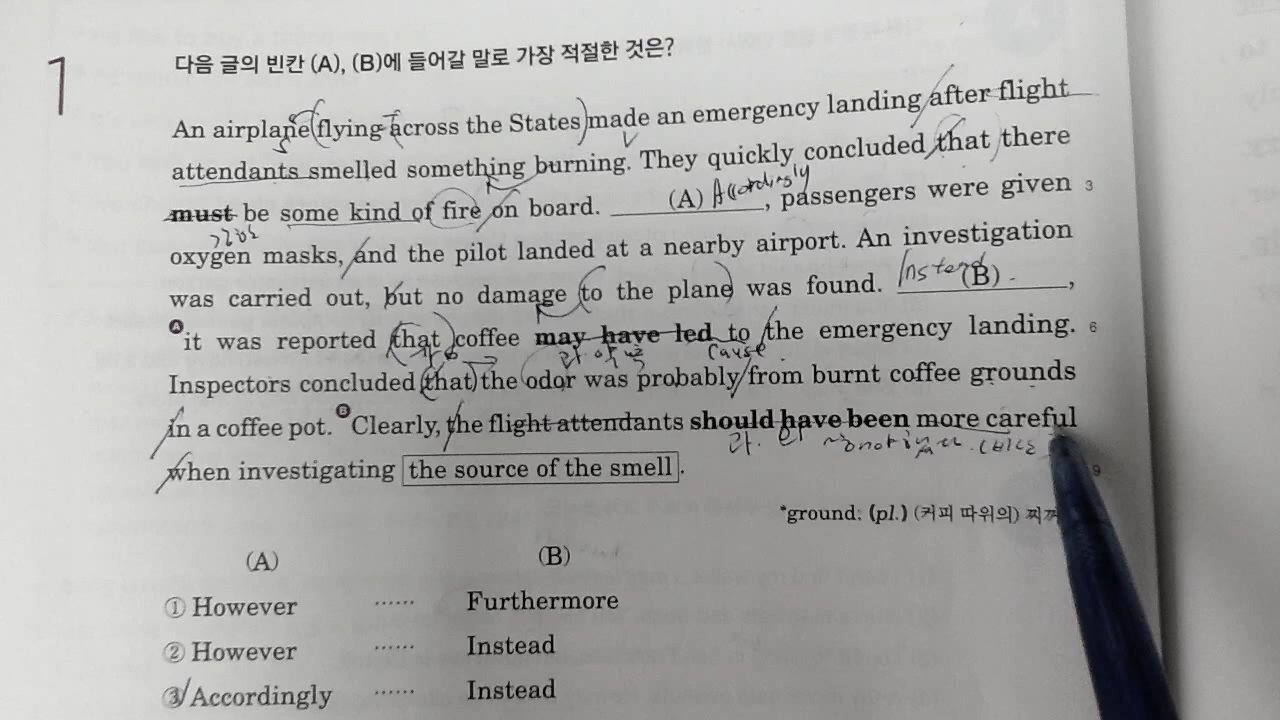 1
다음 글의 빈칸 (A), (B)에 들어갈 말로 가장 적절한 것은?
An airplane flying across the States made an emergency landing after flight
attendants smelled something burning. They quickly concluded that there
must be some kind of fire on board. (A) Accordingly, passengers were given 3
oxygen masks, and the pilot landed at a nearby airport. An investigation
was carried out, but no damage to the plane was found. Instead (B),
A it was reported that coffee may have led to the emergency landing. 6
cause
Inspectors concluded that the odor was probably from burnt coffee grounds
in a coffee pot. B Clearly, the flight attendants should have been more careful
when investigating the source of the smell. 9
*ground: (pl.) (커피 따위의) 찌꺼
(A) (B)
① However ...... Furthermore
② However ...... Instead
③ Accordingly ...... Instead